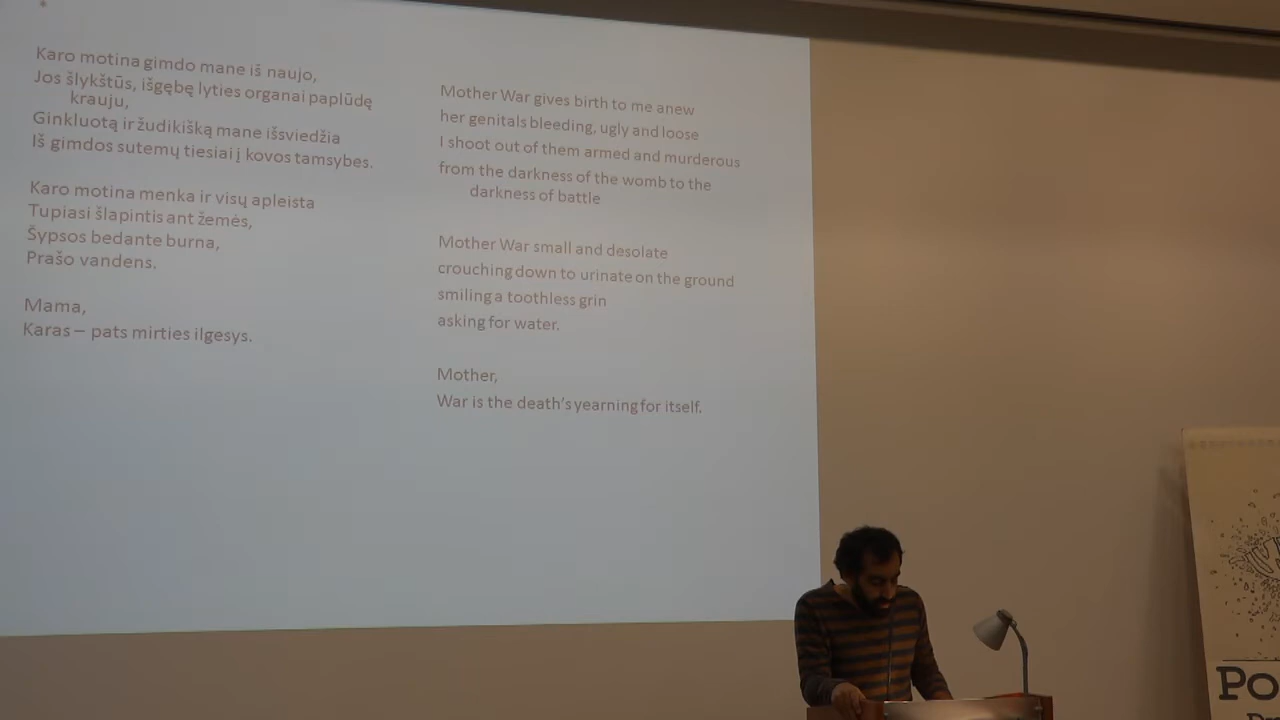 Karo motina gimdo mane iš naujo,
Jos šlykštūs, išgębę lyties organai paplūdę
krauju,
Ginkluotą ir žudikišką mane išsviedžia
Iš gimdos sutemų tiesiai į kovos tamsybes.
Karo motina menka ir visų apleista
Tupiasi šlapintis ant žemės,
Šypsos bedante burna,
Prašo vandens.
Mama,
Karas – pats mirties ilgesys.
Mother War gives birth to me anew
her genitals bleeding, ugly and loose
I shoot out of them armed and murderous
from the darkness of the womb to the
darkness of battle
Mother War small and desolate
crouching down to urinate on the ground
smiling a toothless grin
asking for water.
Mother,
War is the death's yearning for itself.
Po